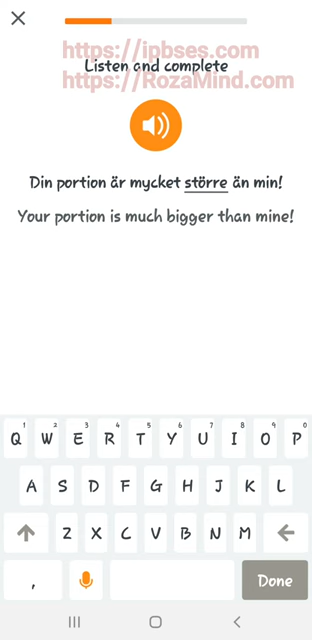 https://ipbses.com
Listen and complete
https://RozaMind.com
Din portion är mycket större än min!
Your portion is much bigger than mine!
1 2 3 4 5 6 7 8 9 0
Q W E R T Y U I O P
A S D F G H J K L
Z X C V B N M
, Done